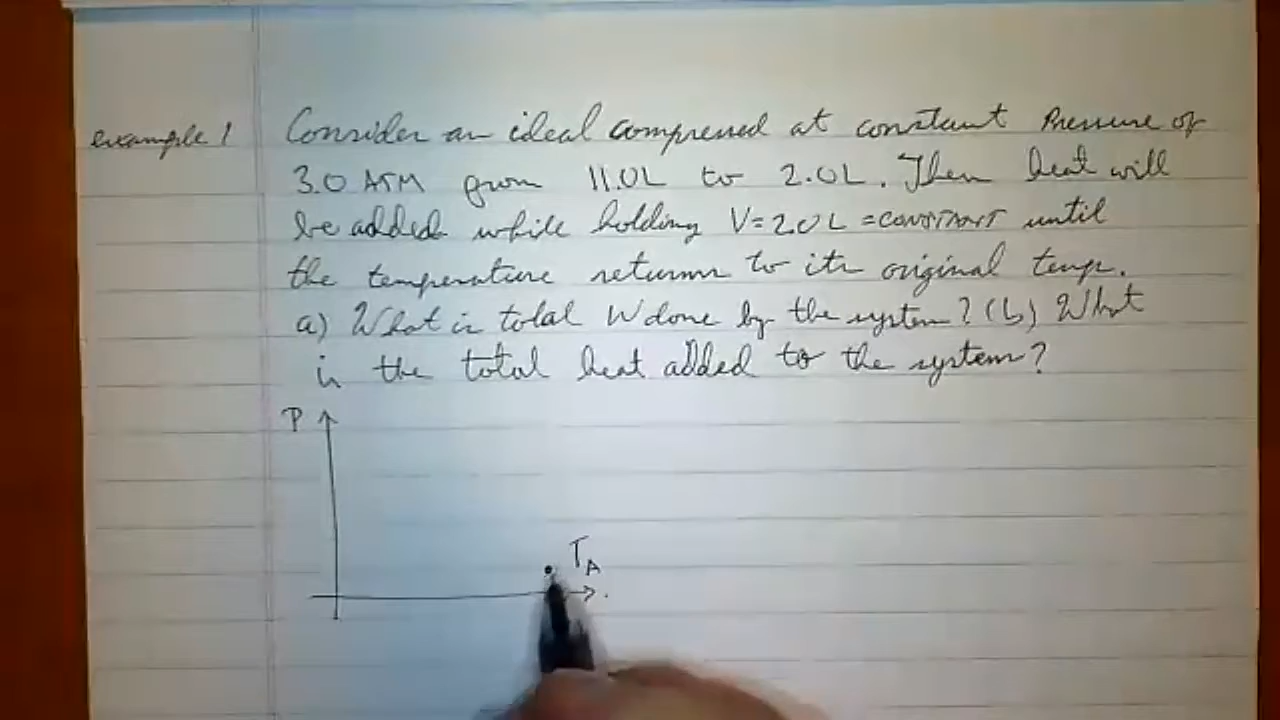 example 1
Consider an ideal compressed at constant Pressure of
3.0 ATM from 11.0L to 2.0L. Then heat will
be added while holding V=2.0L = CONSTANT until
the temperature returns to its original temp.
a) What is total W done by the system? (b) What
is the total heat added to the system?
P
TA